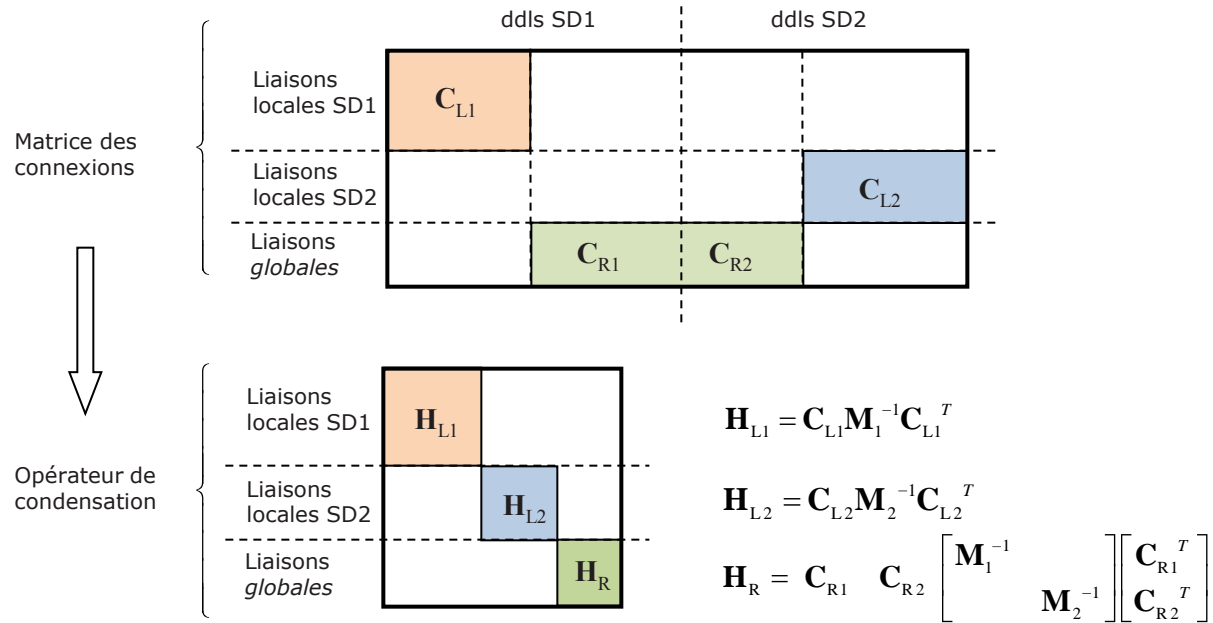 ddls SD1
ddls SD2
Matrice des
connexions
Liaisons
locales SD1
C_L1
Liaisons
locales SD2
C_L2
Liaisons
globales
C_R1
C_R2
Opérateur de
condensation
Liaisons
locales SD1
H_L1
Liaisons
locales SD2
H_L2
Liaisons
globales
H_R
H_L1 = C_L1 M_1^-1 C_L1^T
H_L2 = C_L2 M_2^-1 C_L2^T
H_R = C_R1 C_R2 [M_1^-1 M_2^-1] [C_R1^T C_R2^T]